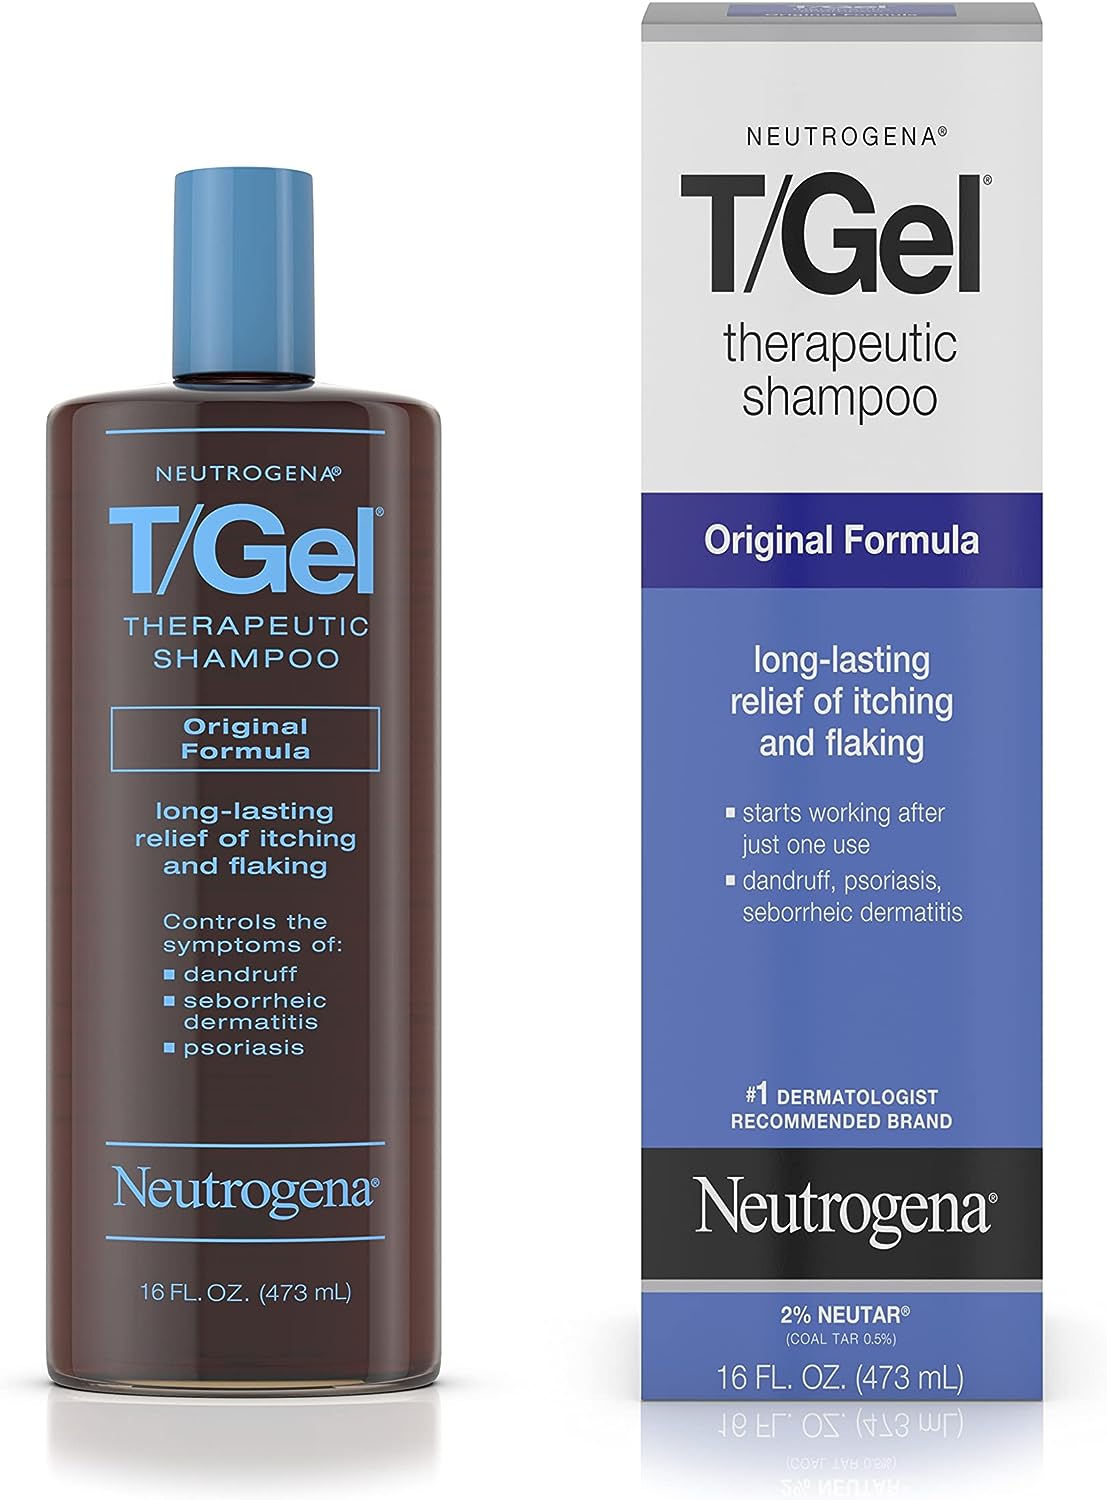 NEUTROGENA®
T/Gel®
THERAPEUTIC
SHAMPOO
Original
Formula
long-lasting
relief of itching
and flaking
Controls the
symptoms of:
■ dandruff
■ seborrheic
dermatitis
■ psoriasis
Neutrogena®
16 FL. OZ. (473 mL)
T/Gel
Original Formula
NEUTROGENA®
T/Gel®
therapeutic
shampoo
Original Formula
long-lasting
relief of itching
and flaking
■ starts working after
just one use
■ dandruff, psoriasis,
seborrheic dermatitis
#1 DERMATOLOGIST
RECOMMENDED BRAND
Neutrogena®
2% NEUTAR®
(COAL TAR 0.5%)
16 FL. OZ. (473 mL)